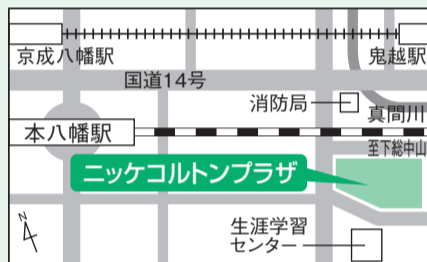 京成八幡駅
鬼越駅
国道14号
消防局
真間川
本八幡駅
至下総中山
ニッケコルトンプラザ
N
生涯学習
センター